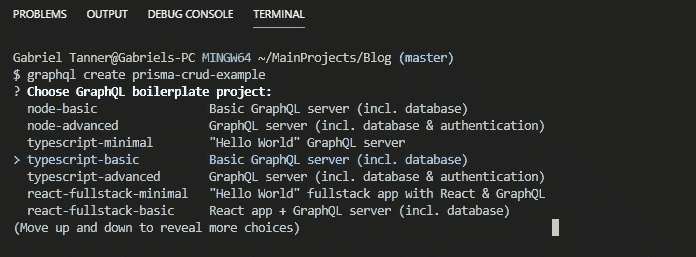 PROBLEMS OUTPUT DEBUG CONSOLE TERMINAL
Gabriel Tanner@Gabriels-PC MINGW64 ~/MainProjects/Blog (master)
$ graphql create prisma-crud-example
? Choose GraphQL boilerplate project:
node-basic Basic GraphQL server (incl. database)
node-advanced GraphQL server (incl. database & authentication)
typescript-minimal "Hello World" GraphQL server
> typescript-basic Basic GraphQL server (incl. database)
typescript-advanced GraphQL server (incl. database & authentication)
react-fullstack-minimal "Hello World" fullstack app with React & GraphQL
react-fullstack-basic React app + GraphQL server (incl. database)
(Move up and down to reveal more choices)